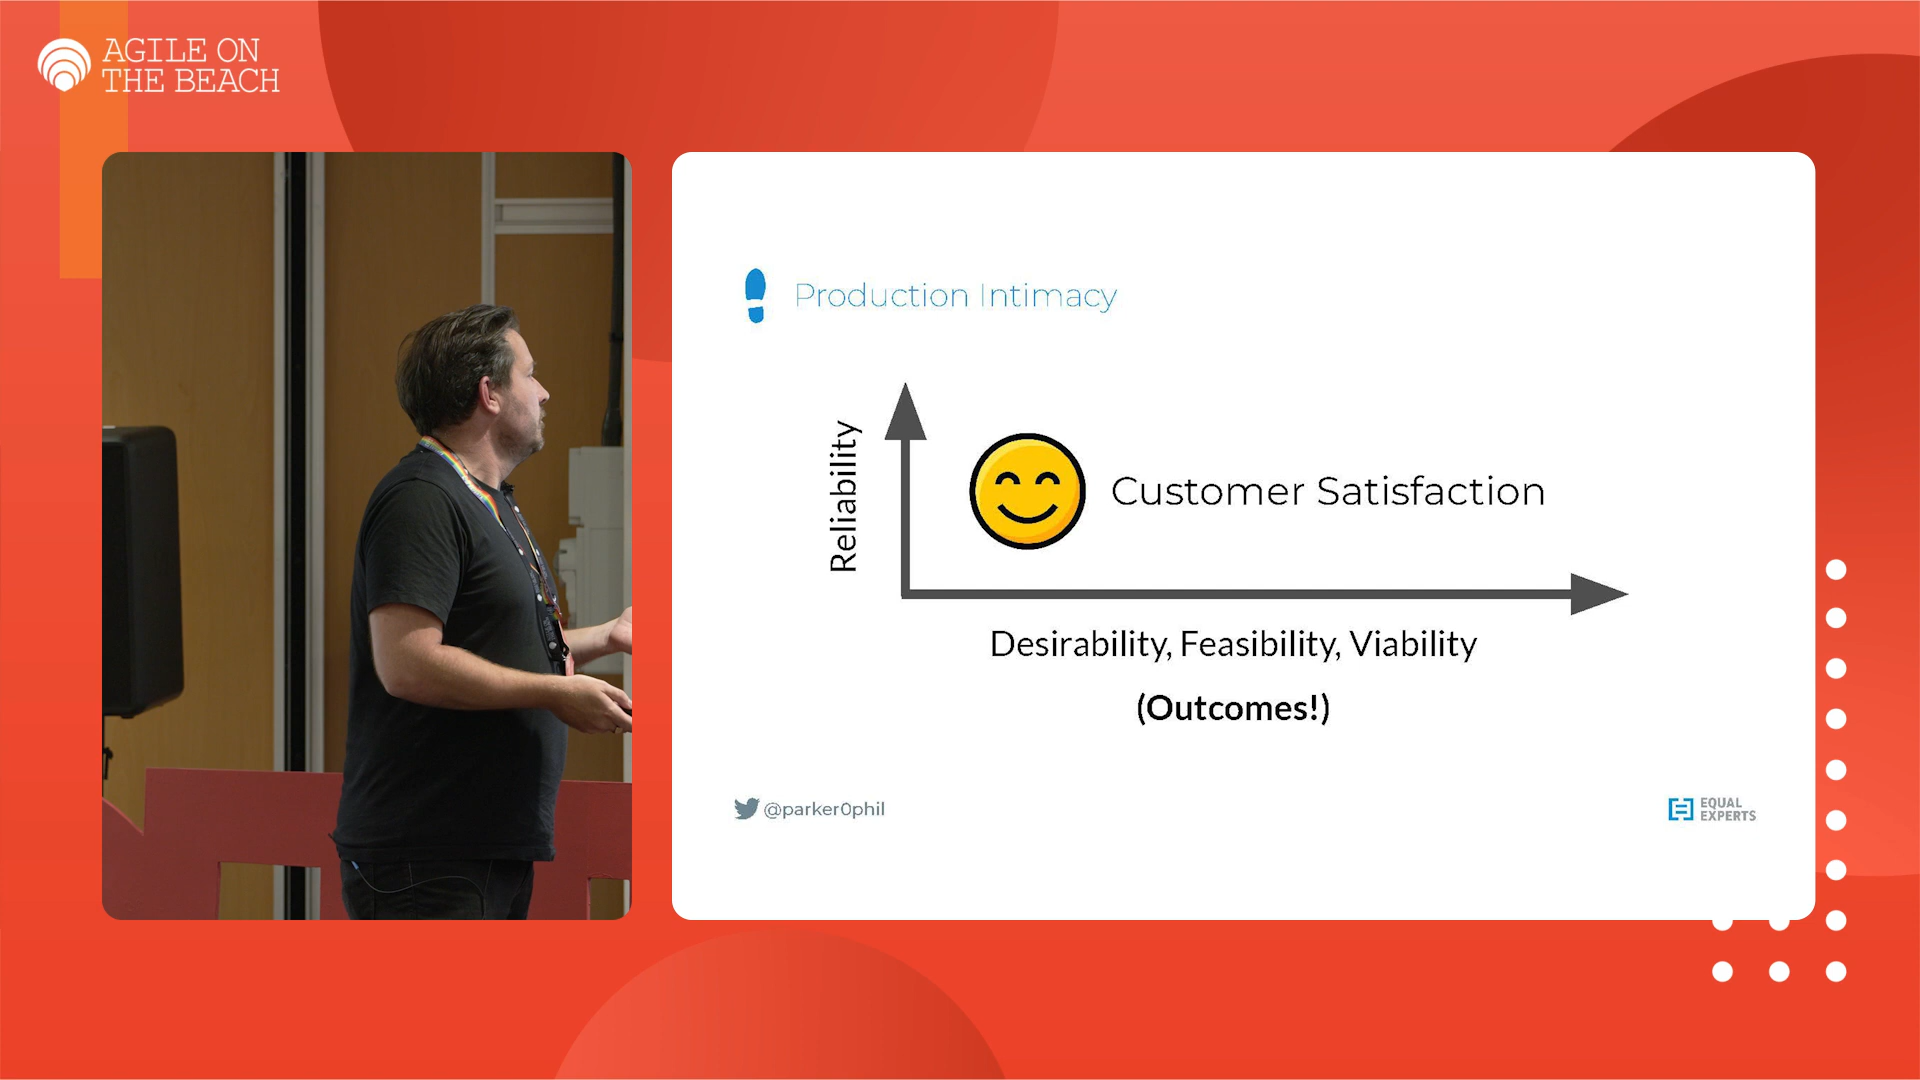 AGILE ON
THE BEACH
Production Intimacy
Reliability
Customer Satisfaction
Desirability, Feasibility, Viability
(Outcomes!)
@parker0phil
EQUAL
EXPERTS